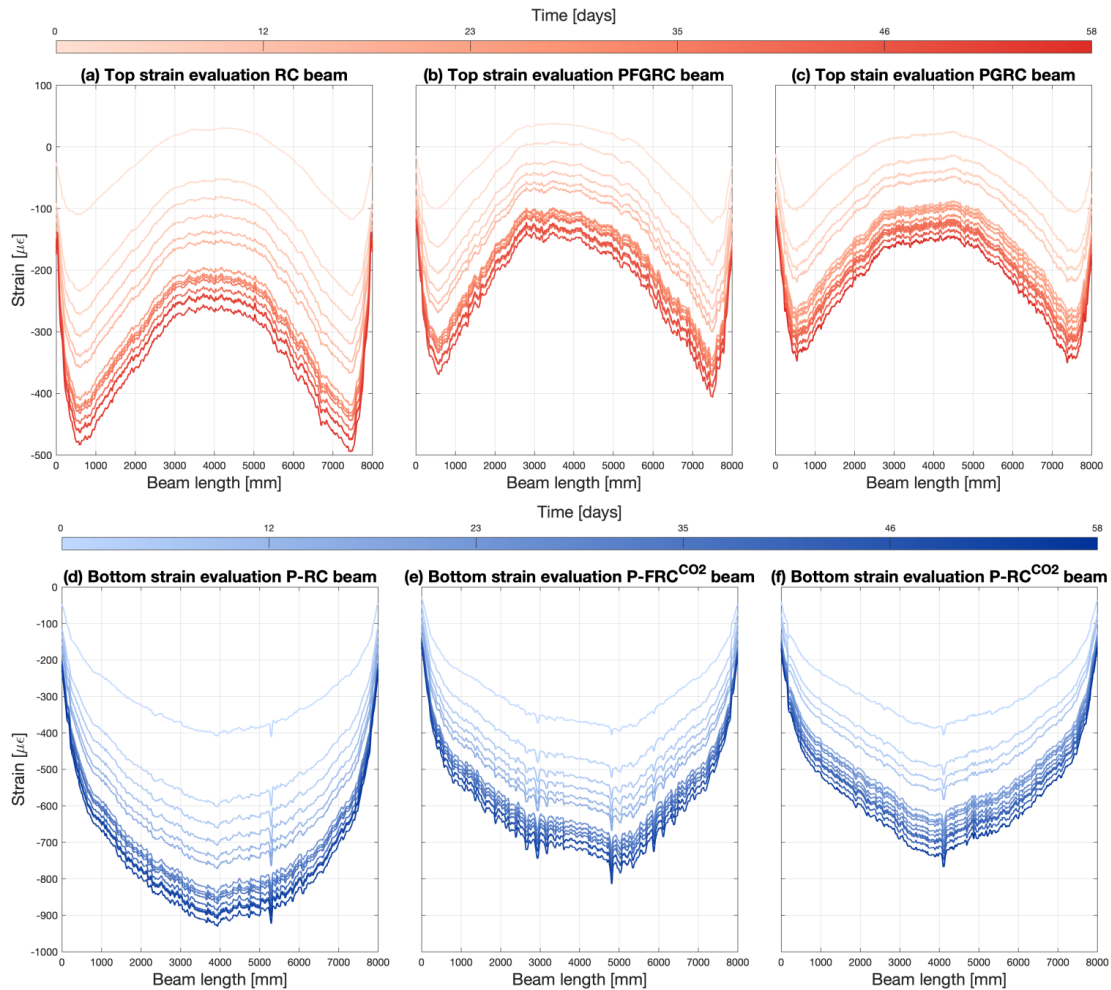 Time [days]
0 12 23 35 46 58
(a) Top strain evaluation RC beam
(b) Top strain evaluation PFGRC beam
(c) Top stain evaluation PGRC beam
Strain [µϵ]
100
0
-100
-200
-300
-400
-500
0 1000 2000 3000 4000 5000 6000 7000 8000
0 1000 2000 3000 4000 5000 6000 7000 8000
0 1000 2000 3000 4000 5000 6000 7000 8000
Beam length [mm]
Beam length [mm]
Beam length [mm]
Time [days]
0 12 23 35 46 58
(d) Bottom strain evaluation P-RC beam
(e) Bottom strain evaluation P-FRC^CO2 beam
(f) Bottom strain evaluation P-RC^CO2 beam
Strain [µϵ]
0
-100
-200
-300
-400
-500
-600
-700
-800
-900
-1000
0 1000 2000 3000 4000 5000 6000 7000 8000
0 1000 2000 3000 4000 5000 6000 7000 8000
0 1000 2000 3000 4000 5000 6000 7000 8000
Beam length [mm]
Beam length [mm]
Beam length [mm]